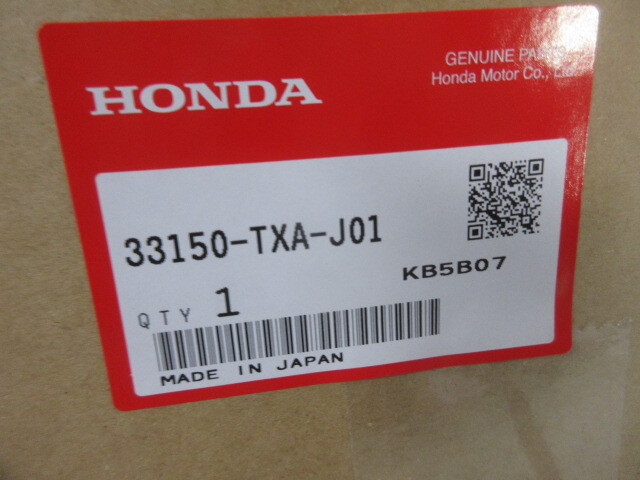 HONDA
GENUINE PARTS
Honda Motor Co., Ltd.
33150-TXA-J01
KB5B07
QTY 1
MADE IN JAPAN